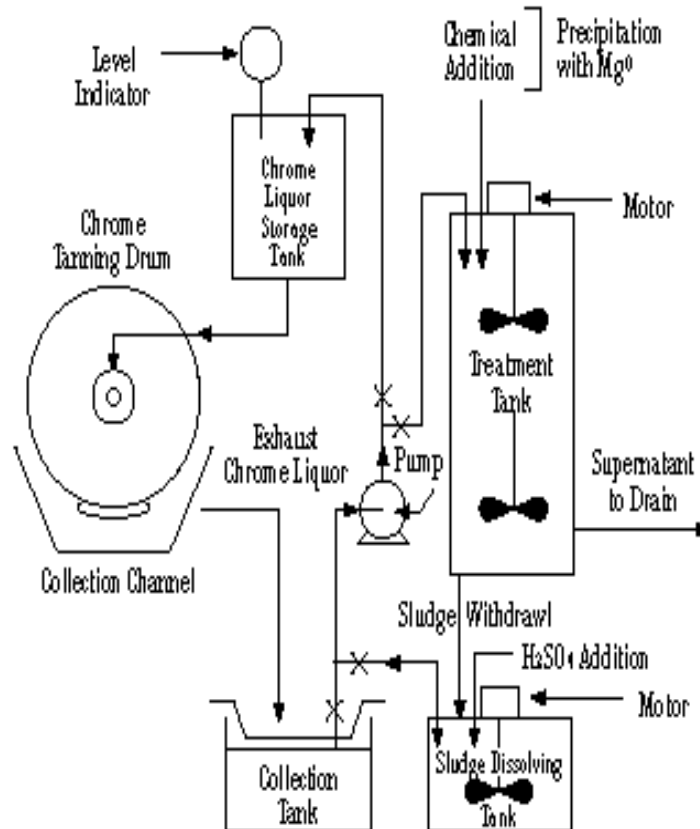 Level
Indicator
Chemical
Addition
Precipitation
with Mg0
Chrome
Liquor
Storage
Tank
Motor
Chrome
Tanning Drum
Treatment
Tank
Exhaust
Chrome Liquor
Pump
Supernatant
to Drain
Collection Channel
Sludge Withdrawl
H2SO4 Addition
Motor
Collection
Tank
Sludge Dissolving
Tank